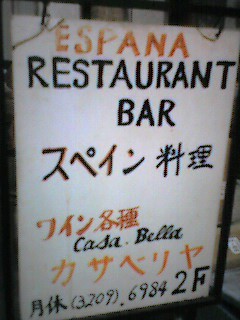 ESPANA
RESTAURANT
BAR
スペイン 料理
ワイン各種
Casa Bella
カサベリヤ
月休 (3209).6984 2F